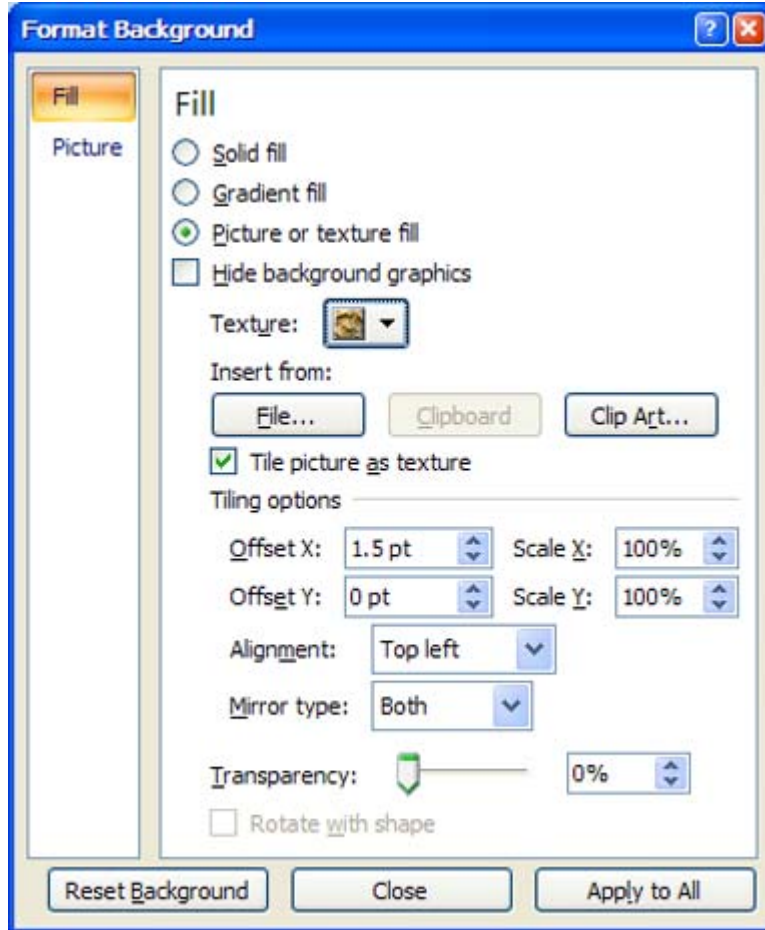 Format Background
?
Fill
Picture
Fill
Solid fill
Gradient fill
Picture or texture fill
Hide background graphics
Texture:
Insert from:
File... Clipboard Clip Art...
Tile picture as texture
Tiling options
Offset X: 1.5 pt Scale X: 100%
Offset Y: 0 pt Scale Y: 100%
Alignment: Top left
Mirror type: Both
Transparency: 0%
Rotate with shape
Reset Background Close Apply to All